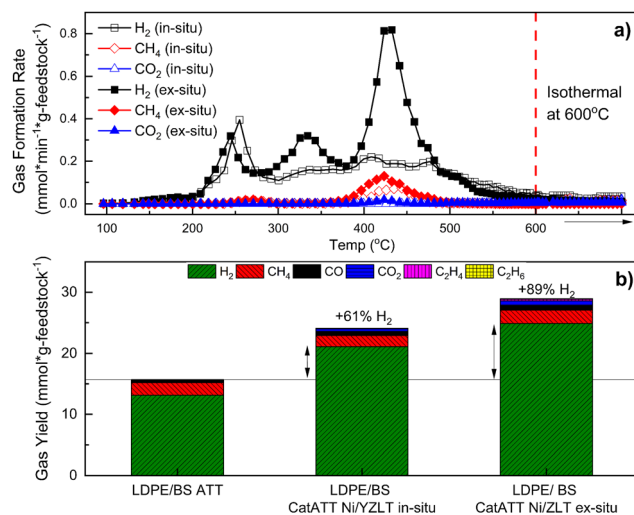 a)
H₂ (in-situ)
CH₄ (in-situ)
CO₂ (in-situ)
H₂ (ex-situ)
CH₄ (ex-situ)
CO₂ (ex-situ)
Isothermal
at 600°C
Gas Formation Rate
(mmol*min⁻¹*g-feedstock⁻¹)
0.8
0.6
0.4
0.2
0.0
100 200 300 400 500 600
Temp (°C)
b)
H₂ CH₄ CO CO₂ C₂H₄ C₂H₆
+61% H₂
+89% H₂
Gas Yield (mmol*g-feedstock⁻¹)
30
20
10
0
LDPE/BS ATT
LDPE/BS
CatATT Ni/YZLT in-situ
LDPE/ BS
CatATT Ni/ZLT ex-situ